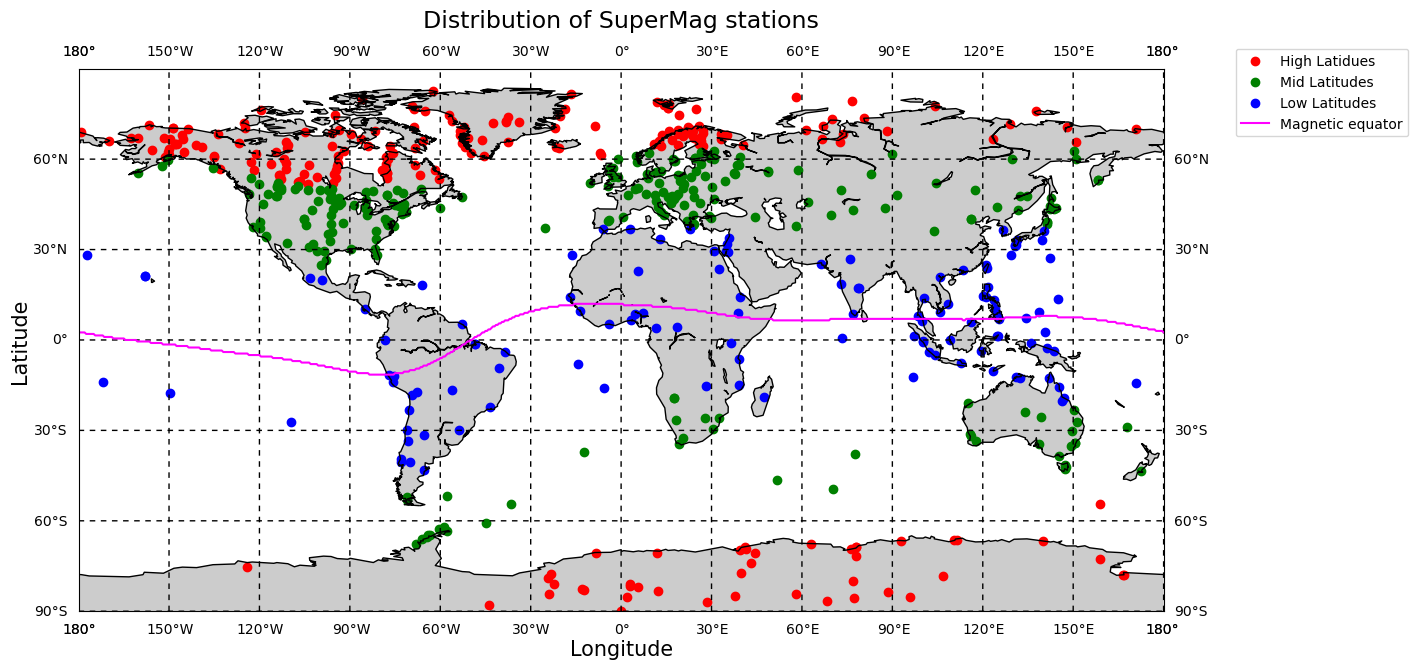 Distribution of SuperMag stations
180° 150°W 120°W 90°W 60°W 30°W 0° 30°E 60°E 90°E 120°E 150°E 180°
High Latidues
Mid Latitudes
Low Latitudes
Magnetic equator
60°N 60°N
30°N 30°N
0° 0°
30°S 30°S
60°S 60°S
90°S 90°S
Latitude
180° 150°W 120°W 90°W 60°W 30°W 0° 30°E 60°E 90°E 120°E 150°E 180°
Longitude